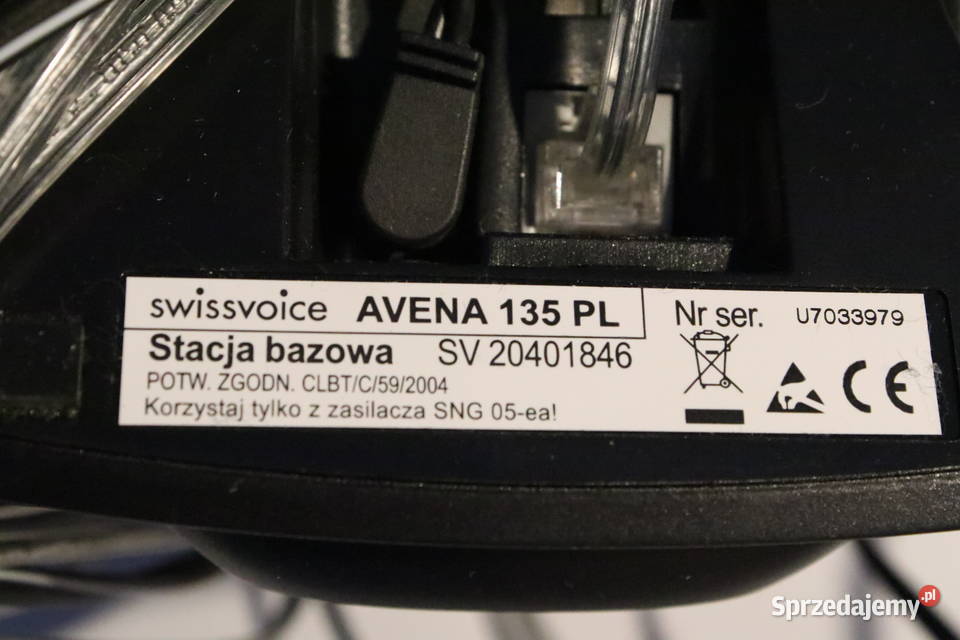 swissvoice AVENA 135 PL
Nr ser. U7033979
Stacja bazowa SV 20401846
POTW. ZGODN. CLBT/C/59/2004
Korzystaj tylko z zasilacza SNG 05-ea!
CE
Sprzedajemy.pl